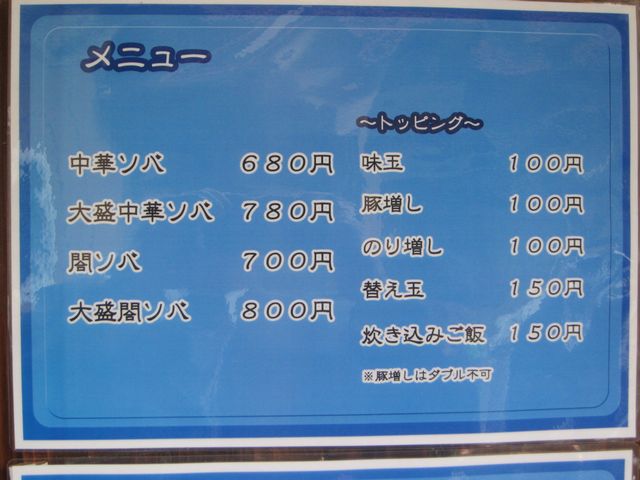 メニュー
中華ソバ 680円
大盛中華ソバ 780円
閣ソバ 700円
大盛閣ソバ 800円
～トッピング～
味玉 100円
豚増し 100円
のり増し 100円
替え玉 150円
炊き込みご飯 150円
※豚増しはダブル不可